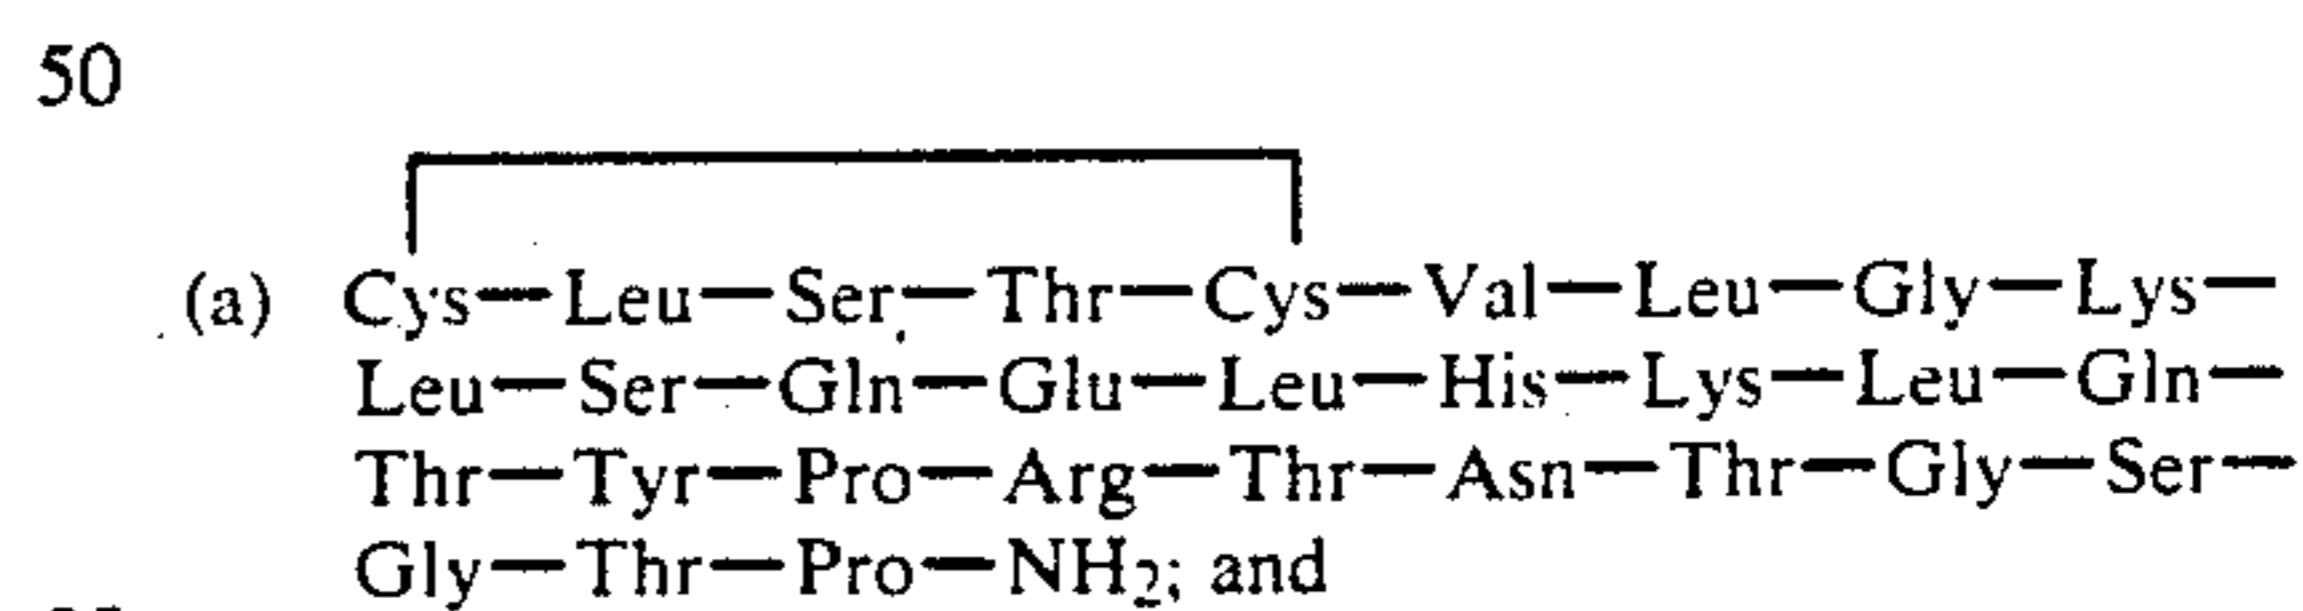 50
(a) Cys—Leu—Ser—Thr—Cys—Val—Leu—Gly—Lys—
Leu—Ser—Gln—Glu—Leu—His—Lys—Leu—Gln—
Thr—Tyr—Pro—Arg—Thr—Asn—Thr—Gly—Ser—
Gly—Thr—Pro—NH₂; and